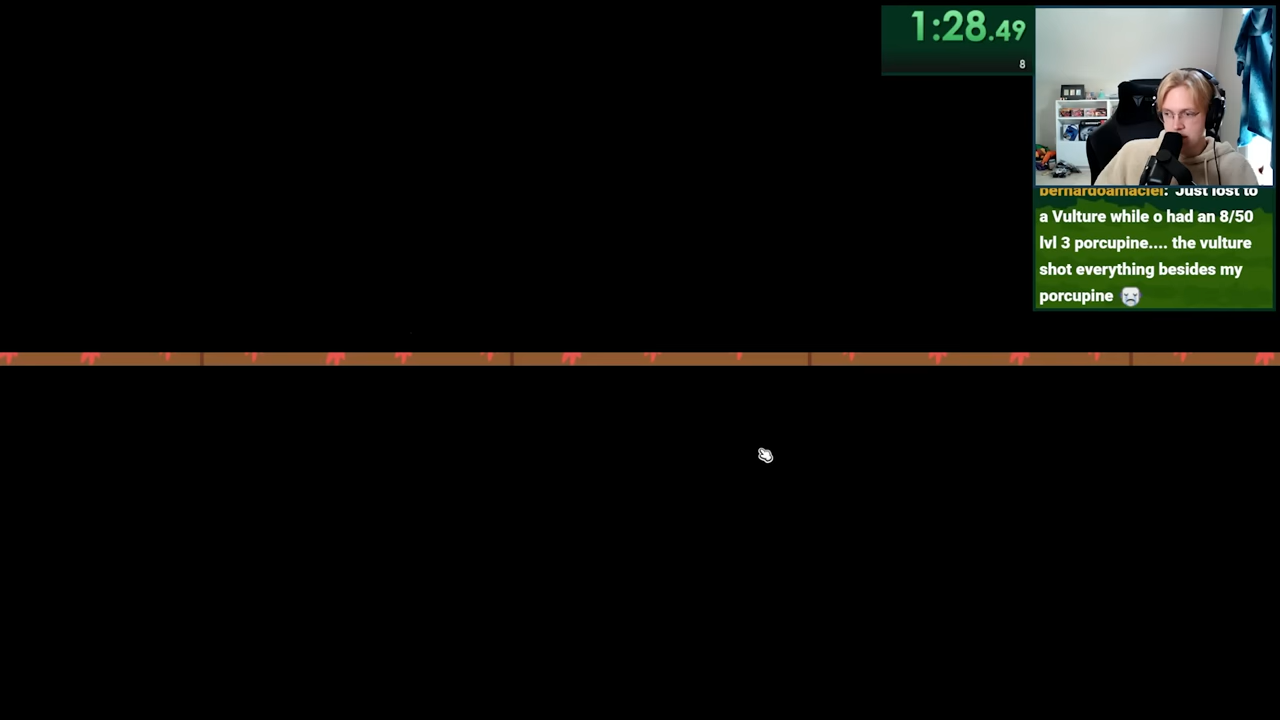 1:28.49
8
bernardoamaciel: Just lost to
a Vulture while o had an 8/50
lvl 3 porcupine.... the vulture
shot everything besides my
porcupine